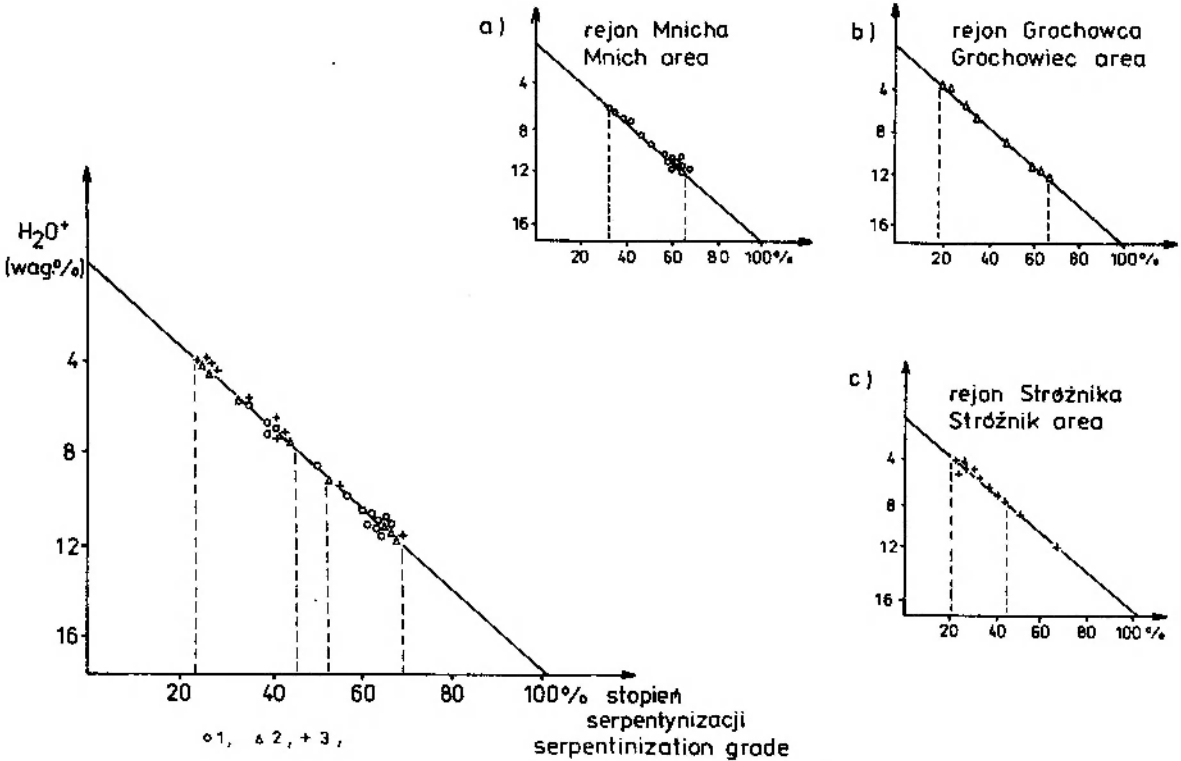 a)
rejon Mnicha
Mnich area
4
8
12
16
20 40 60 80 100%
b)
rejon Grochowca
Grochowiec area
4
8
12
16
20 40 60 80 100%
H₂O⁺
(wag.%)
4
8
12
16
20 40 60 80 100% stopień
serpentynizacji
serpentinization grade
1, 2, + 3,
c)
rejon Stróżnika
Stróżnik area
4
8
12
16
20 40 60 80 100%